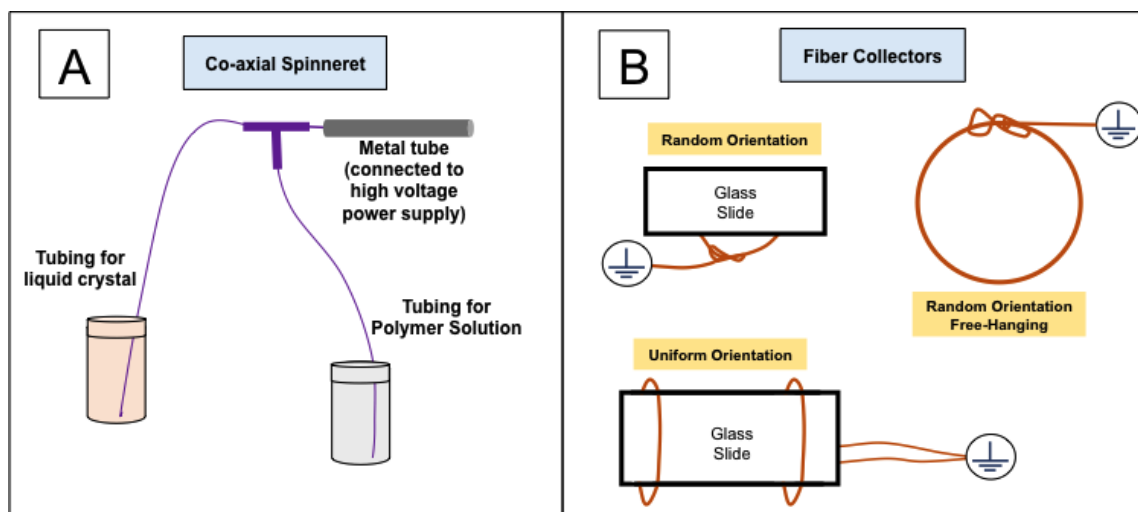 A
Co-axial Spinneret
Metal tube
(connected to
high voltage
power supply)
Tubing for
liquid crystal
Tubing for
Polymer Solution
B
Fiber Collectors
Random Orientation
Glass
Slide
Random Orientation
Free-Hanging
Uniform Orientation
Glass
Slide